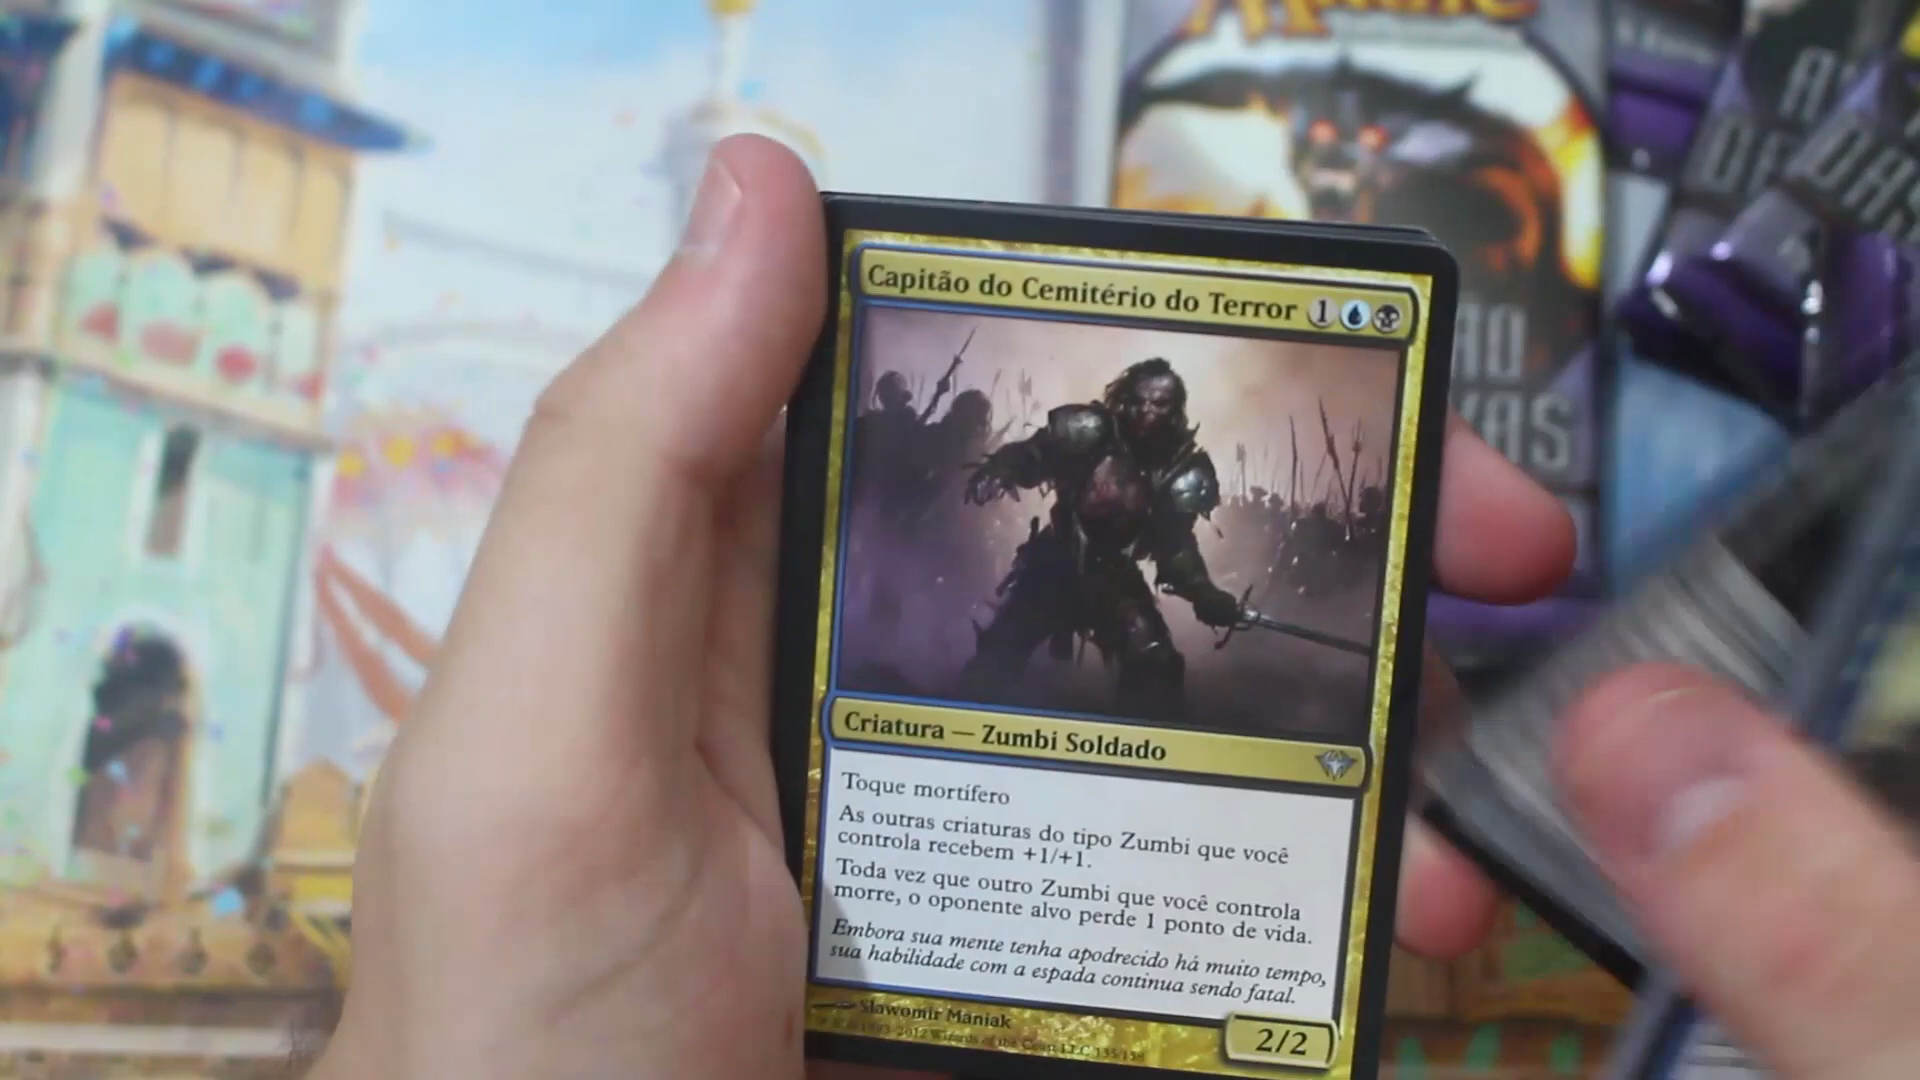 Capitão do Cemitério do Terror 1
Criatura — Zumbi Soldado
Toque mortífero
As outras criaturas do tipo Zumbi que você
controla recebem +1/+1.
Toda vez que outro Zumbi que você controla
morre, o oponente alvo perde 1 ponto de vida.
Embora sua mente tenha apodrecido há muito tempo,
sua habilidade com a espada continua sendo fatal.
Slawomir Maniak
2/2